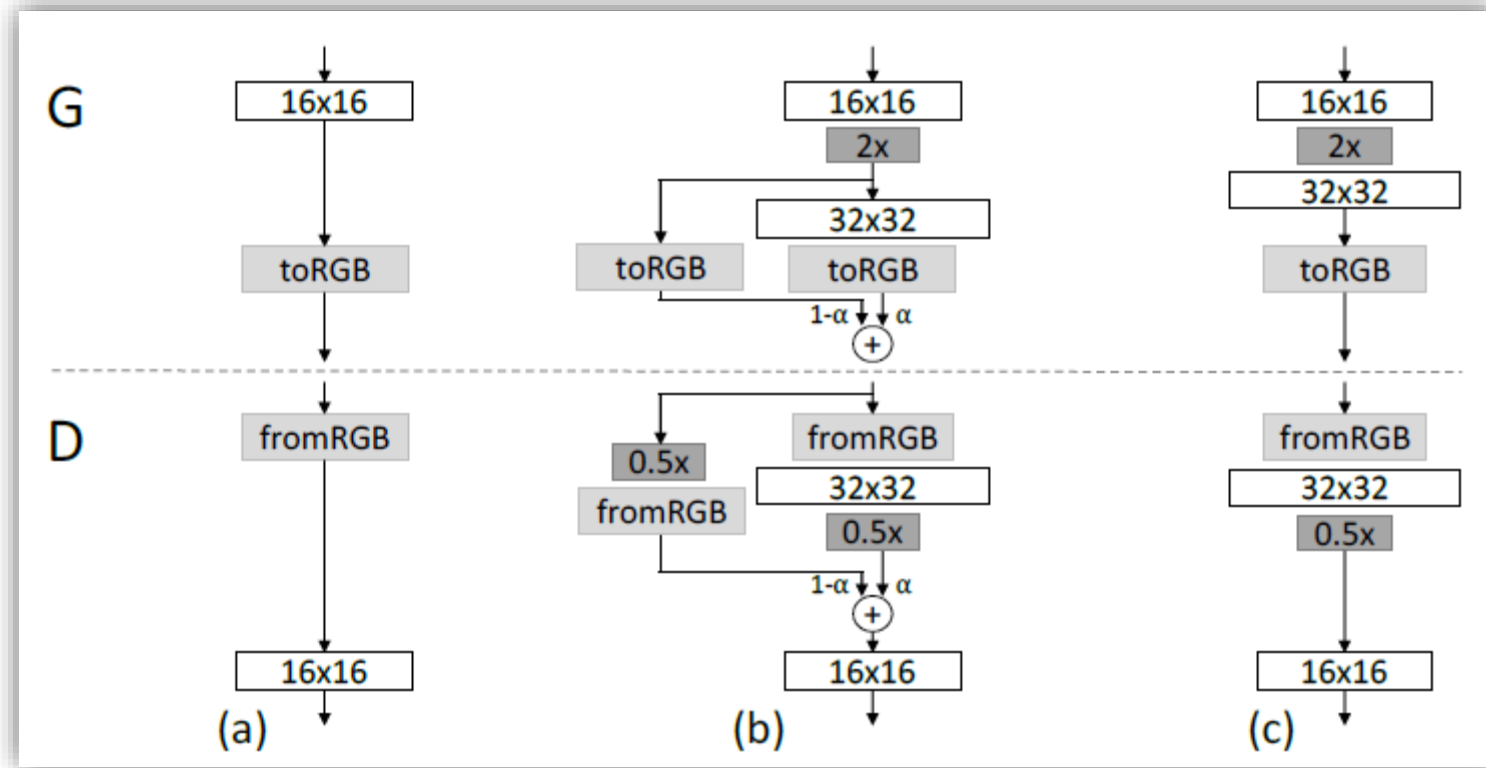 G
16x16
toRGB
16x16
2x
32x32
toRGB
toRGB
1-α
α
+
16x16
2x
32x32
toRGB
D
fromRGB
16x16
0.5x
fromRGB
fromRGB
32x32
0.5x
1-α
α
+
16x16
fromRGB
32x32
0.5x
16x16
(a)
(b)
(c)